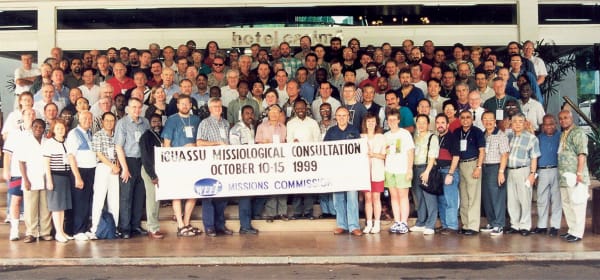 hotel
IGUASSU MISSIOLOGICAL CONSULTATION
OCTOBER 10-15 1999
WEF MISSIONS COMMISSION